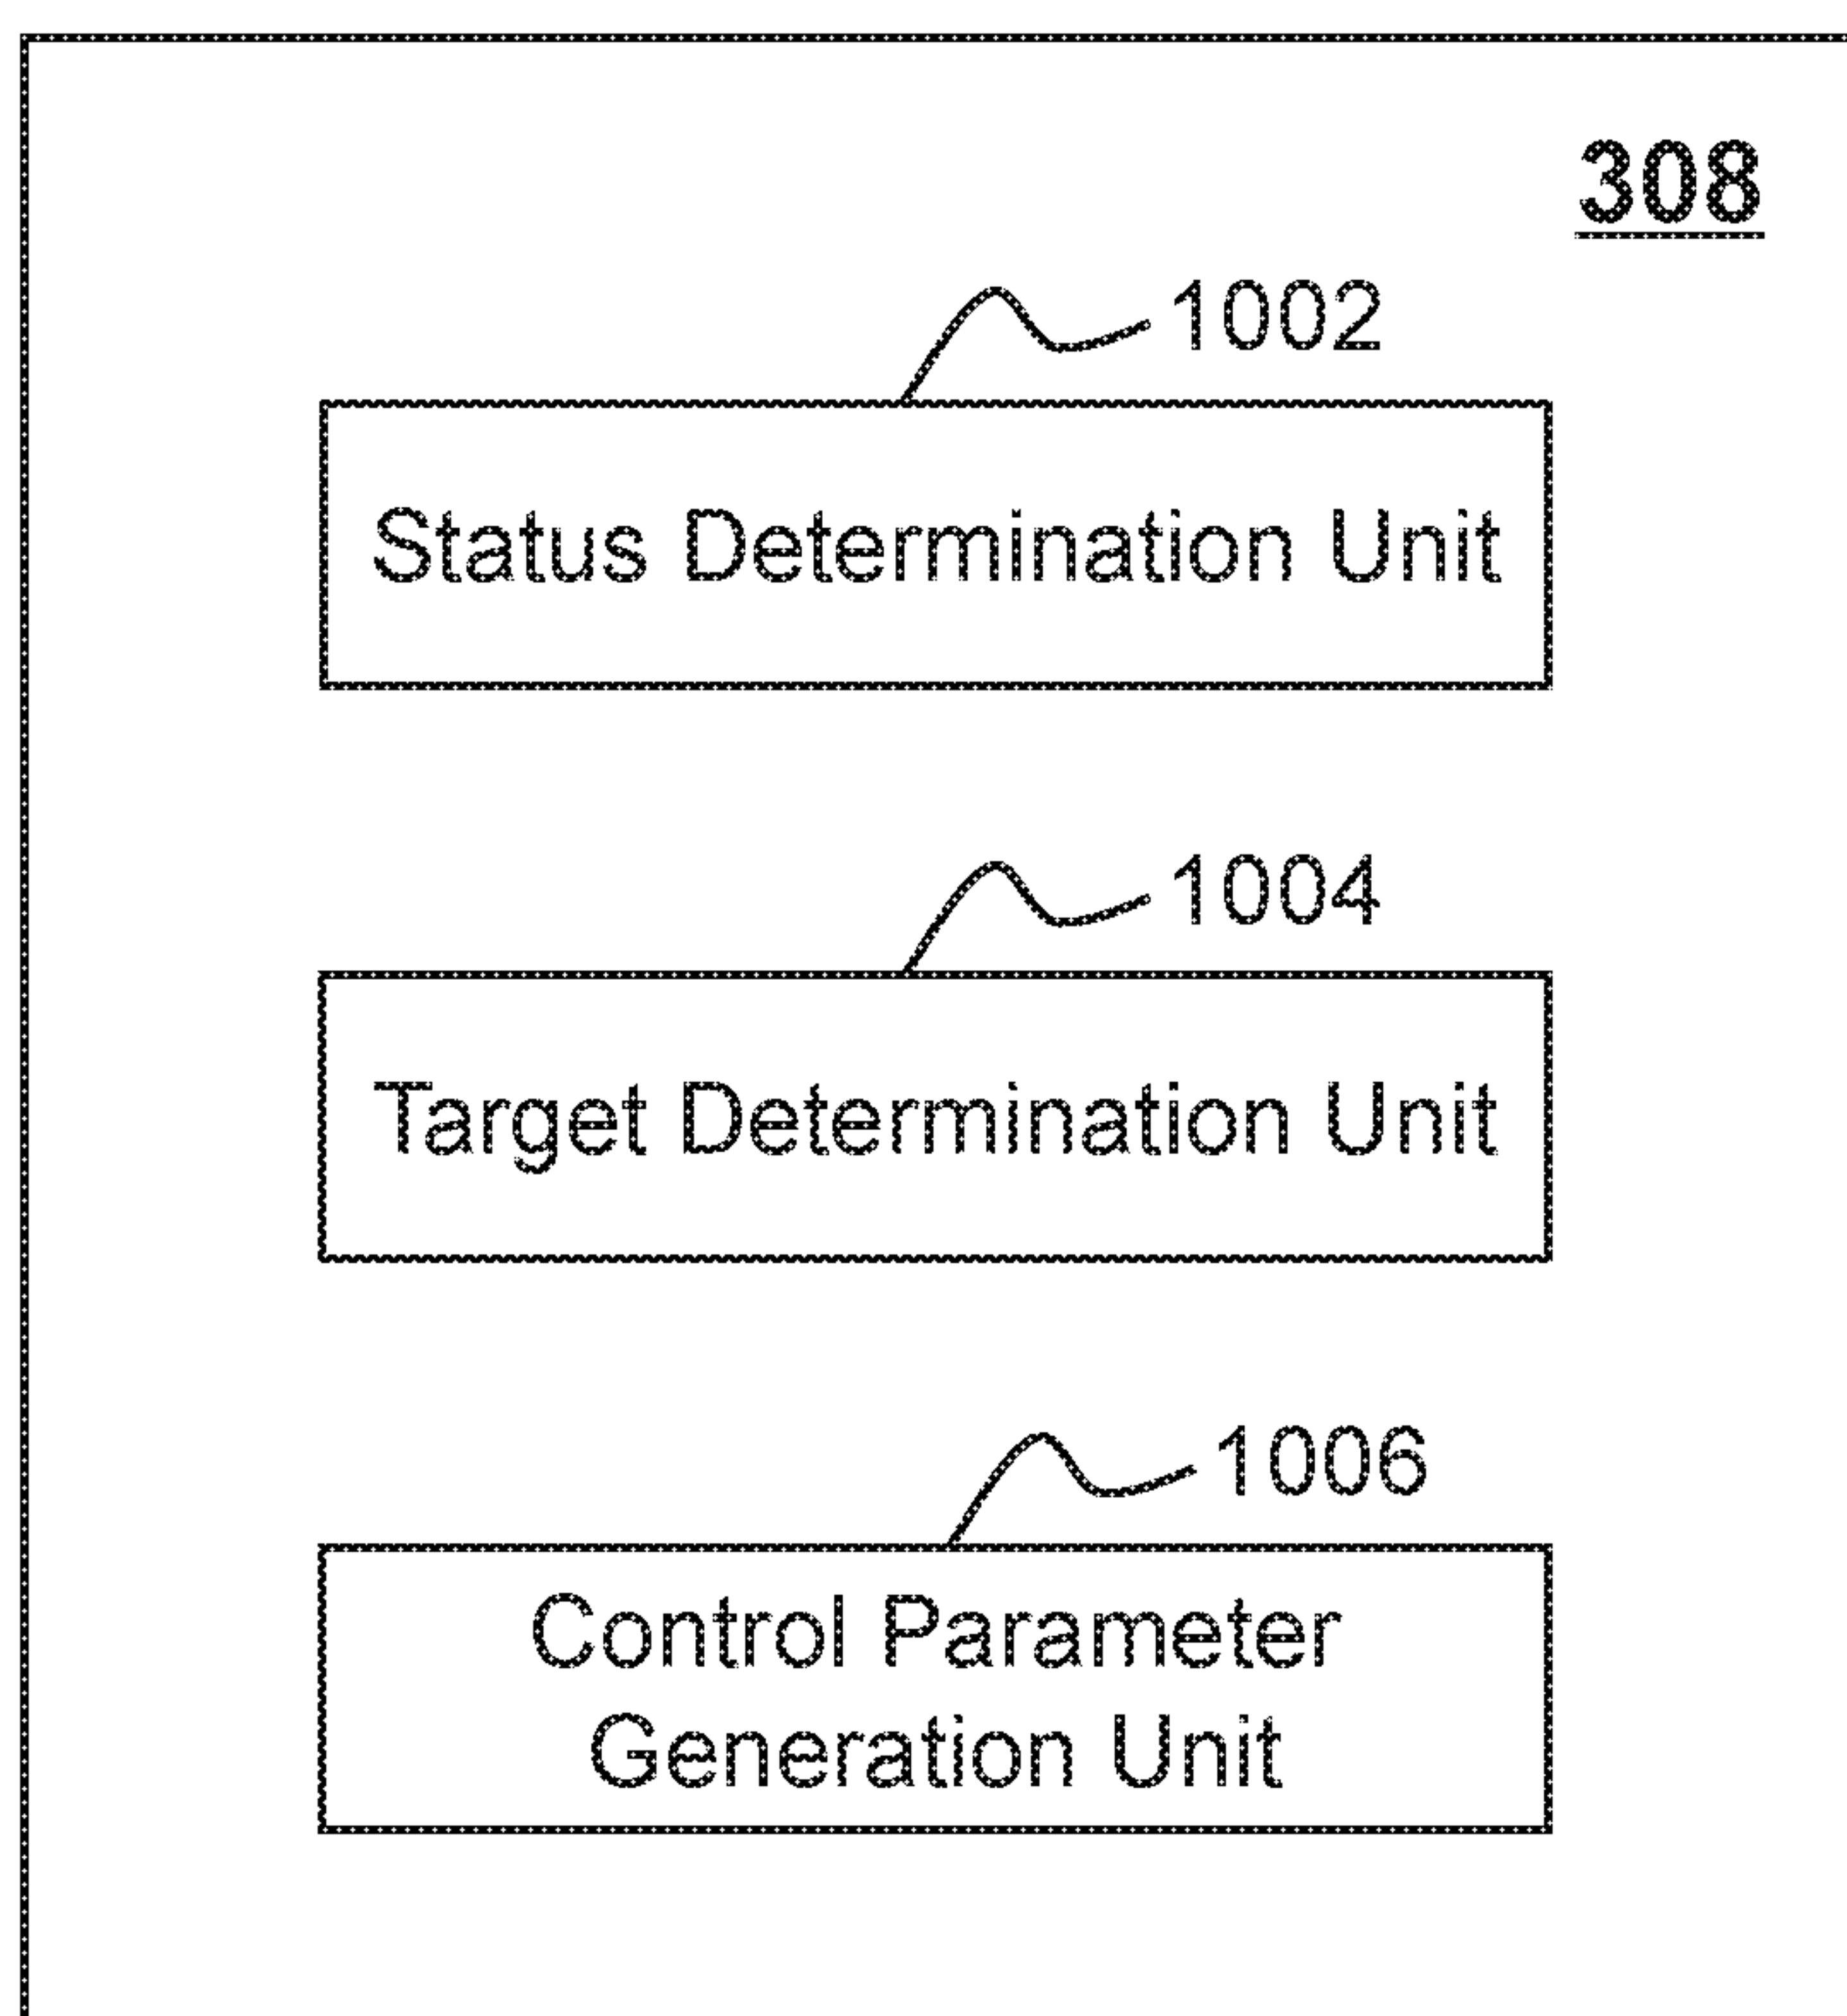 308
1002
Status Determination Unit
1004
Target Determination Unit
1006
Control Parameter
Generation Unit